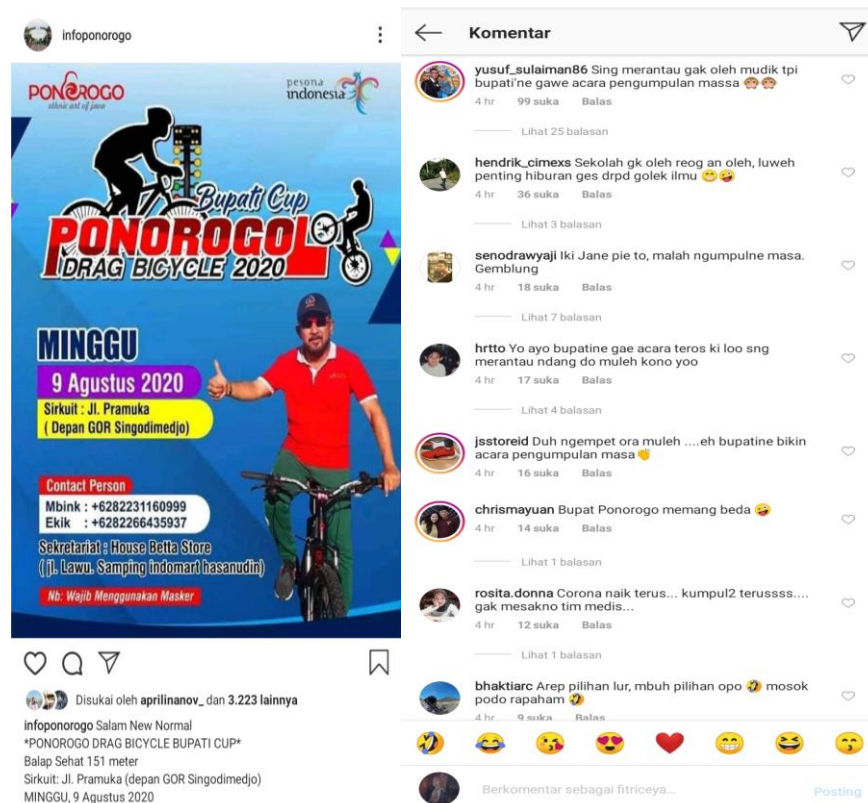 infoponorogo
PONOROGO
ethnic art of java
pesona
indonesia
Bupati Cup
PONOROGO
DRAG BICYCLE 2020
MINGGU
9 Agustus 2020
Sirkuit : Jl. Pramuka
( Depan GOR Singodimedjo)
Contact Person
Mbink : +6282231160999
Ekik : +6282266435937
Sekretariat : House Betta Store
( jl. Lawu. Samping indomart hasanudin)
Nb: Wajib Menggunakan Masker
Disukai oleh aprilinanov_ dan 3.223 lainnya
infoponorogo Salam New Normal
*PONOROGO DRAG BICYCLE BUPATI CUP*
Balap Sehat 151 meter
Sirkuit: Jl. Pramuka (depan GOR Singodimedjo)
MINGGU, 9 Agustus 2020
Komentar
yusuf_sulaiman86 Sing merantau gak oleh mudik tpi
bupati'ne gawe acara pengumpulan massa 🙊🙊
4 hr 99 suka Balas
Lihat 25 balasan
hendrik_cimexs Sekolah gk oleh reog an oleh, luweh
penting hiburan ges drpd golek ilmu 😁🤪
4 hr 36 suka Balas
Lihat 3 balasan
senodrawyaji Iki Jane pie to, malah ngumpulne masa.
Gemblung
4 hr 18 suka Balas
Lihat 7 balasan
hrtto Yo ayo bupatine gae acara teros ki loo sng
merantau ndang do muleh kono yoo
4 hr 17 suka Balas
Lihat 4 balasan
jsstoreid Duh ngempet ora muleh ....eh bupatine bikin
acara pengumpulan masa 👏
4 hr 16 suka Balas
chrismayuan Bupat Ponorogo memang beda 🤪
4 hr 14 suka Balas
Lihat 1 balasan
rosita.donna Corona naik terus... kumpul2 terussss....
gak mesakno tim medis...
4 hr 12 suka Balas
Lihat 1 balasan
bhaktiarc Arep pilihan lur, mbuh pilihan opo 🤣 mosok
podo rapaham 🤣
4 hr 9 suka Balas
Berkomentar sebagai fitriceya...
Posting